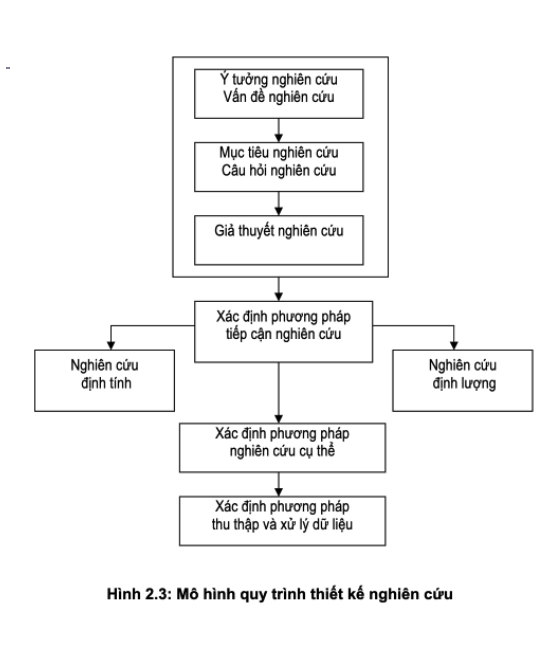 Ý tưởng nghiên cứu
Vấn đề nghiên cứu
Mục tiêu nghiên cứu
Câu hỏi nghiên cứu
Giả thuyết nghiên cứu
Xác định phương pháp
tiếp cận nghiên cứu
Nghiên cứu
định tính
Nghiên cứu
định lượng
Xác định phương pháp
nghiên cứu cụ thể
Xác định phương pháp
thu thập và xử lý dữ liệu
Hình 2.3: Mô hình quy trình thiết kế nghiên cứu